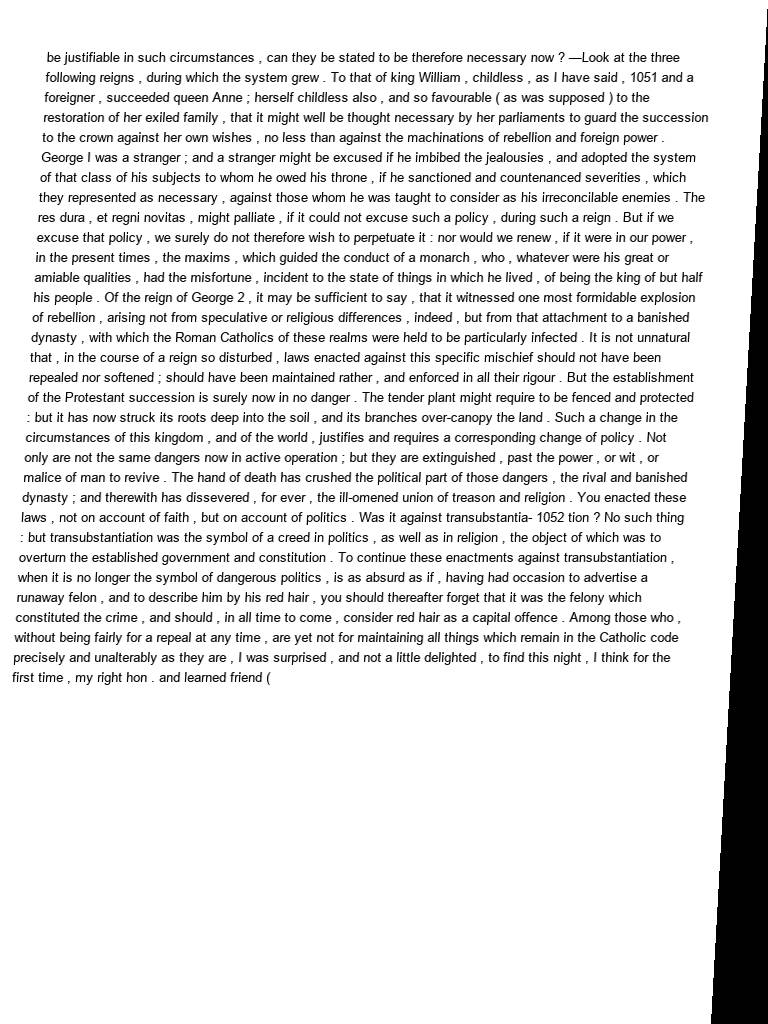 be justifiable in such circumstances , can they be stated to be therefore necessary now ? —Look at the three
following reigns , during which the system grew . To that of king William , childless , as I have said , 1051 and a
foreigner , succeeded queen Anne ; herself childless also , and so favourable ( as was supposed ) to the
restoration of her exiled family , that it might well be thought necessary by her parliaments to guard the succession
to the crown against her own wishes , no less than against the machinations of rebellion and foreign power .
George I was a stranger ; and a stranger might be excused if he imbibed the jealousies , and adopted the system
of that class of his subjects to whom he owed his throne , if he sanctioned and countenanced severities , which
they represented as necessary , against those whom he was taught to consider as his irreconcilable enemies . The
res dura , et regni novitas , might palliate , if it could not excuse such a policy , during such a reign . But if we
excuse that policy , we surely do not therefore wish to perpetuate it : nor would we renew , if it were in our power ,
in the present times , the maxims , which guided the conduct of a monarch , who , whatever were his great or
amiable qualities , had the misfortune , incident to the state of things in which he lived , of being the king of but half
his people . Of the reign of George 2 , it may be sufficient to say , that it witnessed one most formidable explosion
of rebellion , arising not from speculative or religious differences , indeed , but from that attachment to a banished
dynasty , with which the Roman Catholics of these realms were held to be particularly infected . It is not unnatural
that , in the course of a reign so disturbed , laws enacted against this specific mischief should not have been
repealed nor softened ; should have been maintained rather , and enforced in all their rigour . But the establishment
of the Protestant succession is surely now in no danger . The tender plant might require to be fenced and protected
: but it has now struck its roots deep into the soil , and its branches over-canopy the land . Such a change in the
circumstances of this kingdom , and of the world , justifies and requires a corresponding change of policy . Not
only are not the same dangers now in active operation ; but they are extinguished , past the power , or wit , or
malice of man to revive . The hand of death has crushed the political part of those dangers , the rival and banished
dynasty ; and therewith has dissevered , for ever , the ill-omened union of treason and religion . You enacted these
laws , not on account of faith , but on account of politics . Was it against transubstantia- 1052 tion ? No such thing
: but transubstantiation was the symbol of a creed in politics , as well as in religion , the object of which was to
overturn the established government and constitution . To continue these enactments against transubstantiation ,
when it is no longer the symbol of dangerous politics , is as absurd as if , having had occasion to advertise a
runaway felon , and to describe him by his red hair , you should thereafter forget that it was the felony which
constituted the crime , and should , in all time to come , consider red hair as a capital offence . Among those who ,
without being fairly for a repeal at any time , are yet not for maintaining all things which remain in the Catholic code
precisely and unalterably as they are , I was surprised , and not a little delighted , to find this night , I think for the
first time , my right hon . and learned friend (